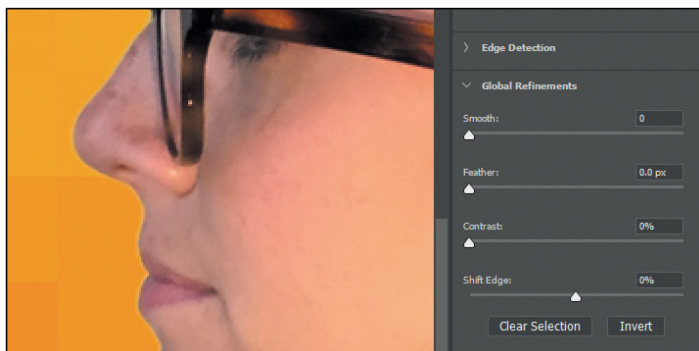 Edge Detection
Global Refinements
Smooth: 0
Feather: 0.0 px
Contrast: 0%
Shift Edge: 0%
Clear Selection Invert